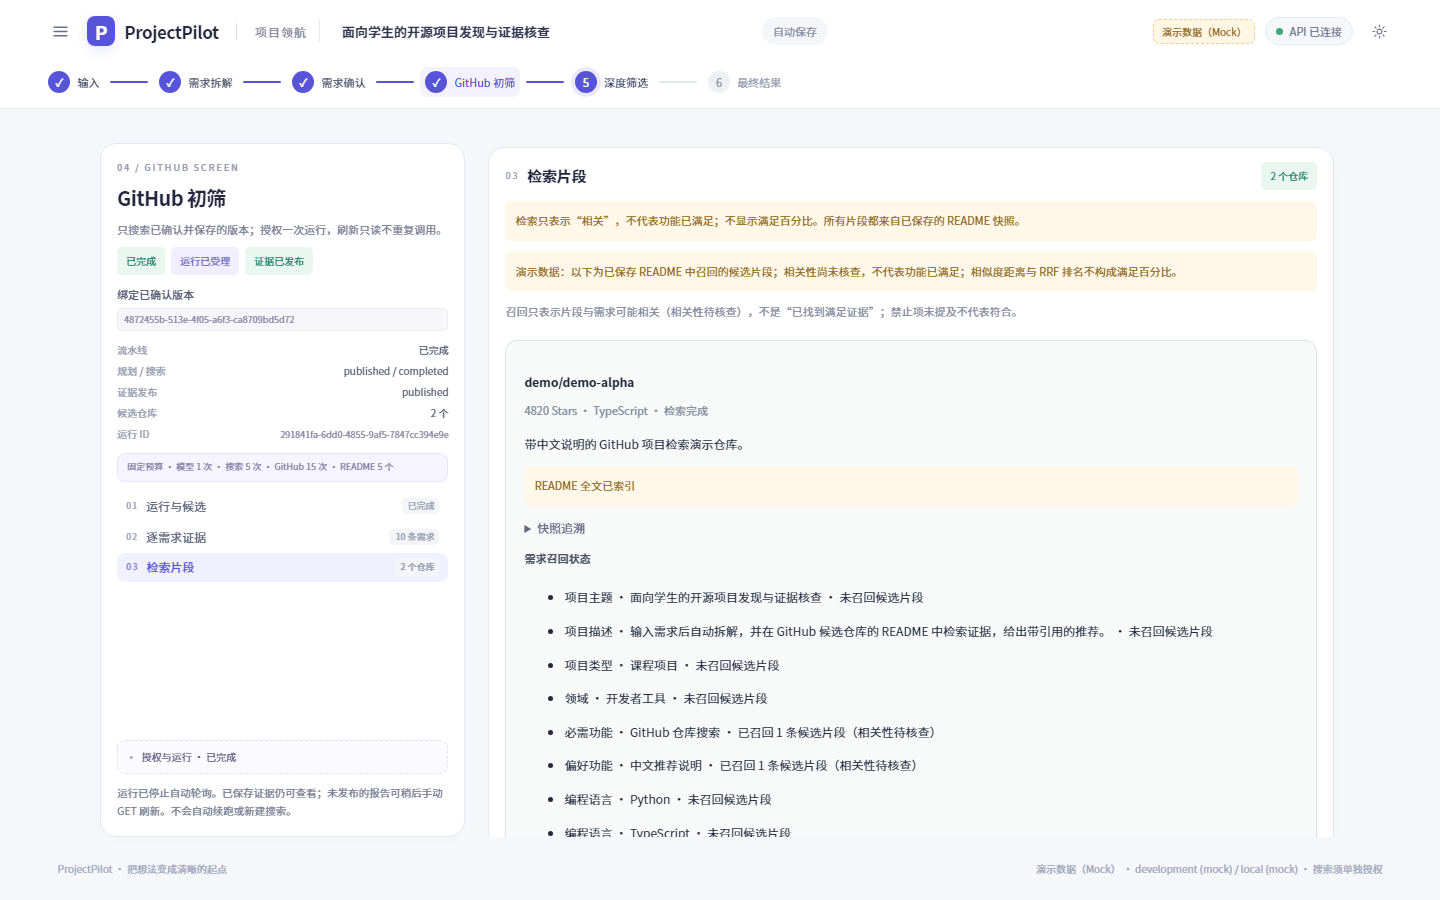 P ProjectPilot 项目领航 面向学生的开源项目发现与证据核查 自动保存 演示数据（Mock） API 已连接
✓ 输入 ✓ 需求拆解 ✓ 需求确认 ✓ GitHub 初筛 5 深度筛选 6 最终结果
04 / GITHUB SCREEN
GitHub 初筛
只搜索已确认并保存的版本；授权一次运行，刷新只读不重复调用。
已完成 运行已受理 证据已发布
绑定已确认版本
4872455b-513e-4f05-a6f3-ca8709bd5d72
流水线 已完成
规划 / 搜索 published / completed
证据发布 published
候选仓库 2 个
运行 ID 291841fa-6dd0-4855-9af5-7847cc394e9e
固定预算 · 模型 1 次 · 搜索 5 次 · GitHub 15 次 · README 5 个
01 运行与候选 已完成
02 逐需求证据 10 条需求
03 检索片段 2 个仓库
▸ 授权与运行 · 已完成
运行已停止自动轮询。已保存证据仍可查看；未发布的报告可稍后手动
GET 刷新。不会自动续跑或新建搜索。
03 检索片段 2 个仓库
检索只表示“相关”，不代表功能已满足；不显示满足百分比。所有片段都来自已保存的 README 快照。
演示数据：以下为已保存 README 中召回的候选片段；相关性尚未核查，不代表功能已满足；相似度距离与 RRF 排名不构成满足百分比。
召回只表示片段与需求可能相关（相关性待核查），不是“已找到满足证据”；禁止项未提及不代表符合。
demo/demo-alpha
4820 Stars · TypeScript · 检索完成
带中文说明的 GitHub 项目检索演示仓库。
README 全文已索引
▶ 快照追溯
需求召回状态
• 项目主题 · 面向学生的开源项目发现与证据核查 · 未召回候选片段
• 项目描述 · 输入需求后自动拆解，并在 GitHub 候选仓库的 README 中检索证据，给出带引用的推荐。 · 未召回候选片段
• 项目类型 · 课程项目 · 未召回候选片段
• 领域 · 开发者工具 · 未召回候选片段
• 必需功能 · GitHub 仓库搜索 · 已召回 1 条候选片段（相关性待核查）
• 偏好功能 · 中文推荐说明 · 已召回 1 条候选片段（相关性待核查）
• 编程语言 · Python · 未召回候选片段
• 编程语言 · TypeScript · 未召回候选片段
ProjectPilot · 把想法变成清晰的起点 演示数据（Mock） · development (mock) / local (mock) · 搜索须单独授权